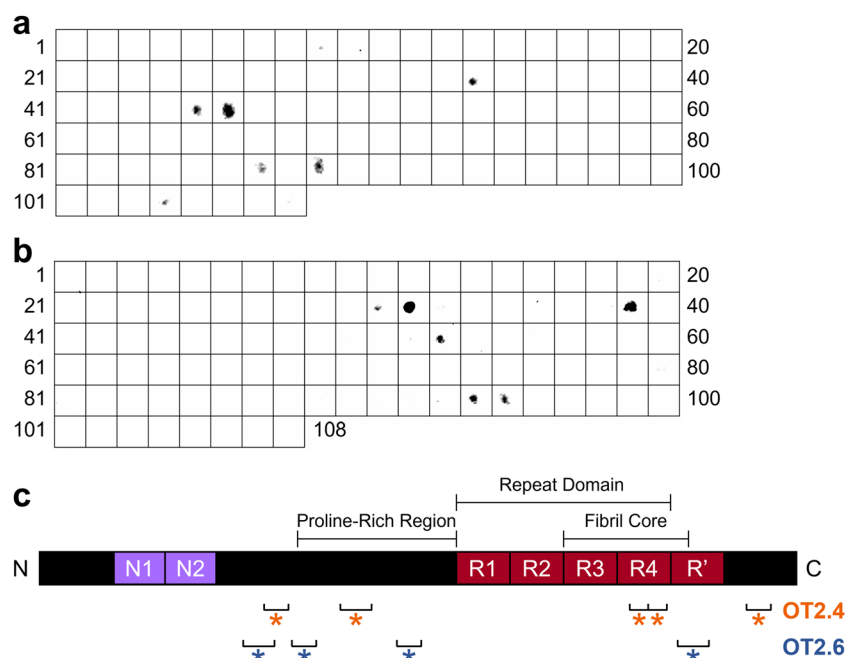 a
1 20
21 40
41 60
61 80
81 100
101
b
1 20
21 40
41 60
61 80
81 100
101 108
c
Repeat Domain
Proline-Rich Region Fibril Core
N N1 N2 R1 R2 R3 R4 R' C
* * * * * OT2.4
* * * * OT2.6